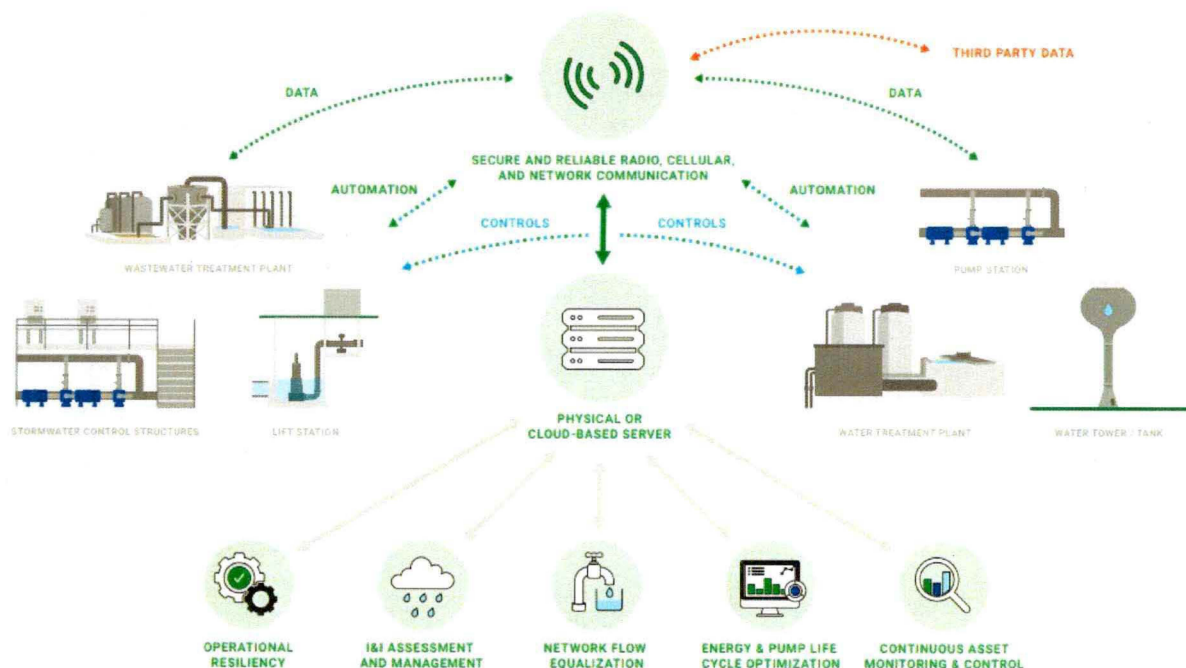 THIRD PARTY DATA
DATA
DATA
SECURE AND RELIABLE RADIO, CELLULAR,
AND NETWORK COMMUNICATION
AUTOMATION
AUTOMATION
CONTROLS
CONTROLS
WASTEWATER TREATMENT PLANT
PUMP STATION
PHYSICAL OR
CLOUD-BASED SERVER
STORMWATER CONTROL STRUCTURES
LIFT STATION
WATER TREATMENT PLANT
WATER TOWER / TANK
OPERATIONAL
RESILIENCY
I&I ASSESSMENT
AND MANAGEMENT
NETWORK FLOW
EQUALIZATION
ENERGY & PUMP LIFE
CYCLE OPTIMIZATION
CONTINUOUS ASSET
MONITORING & CONTROL